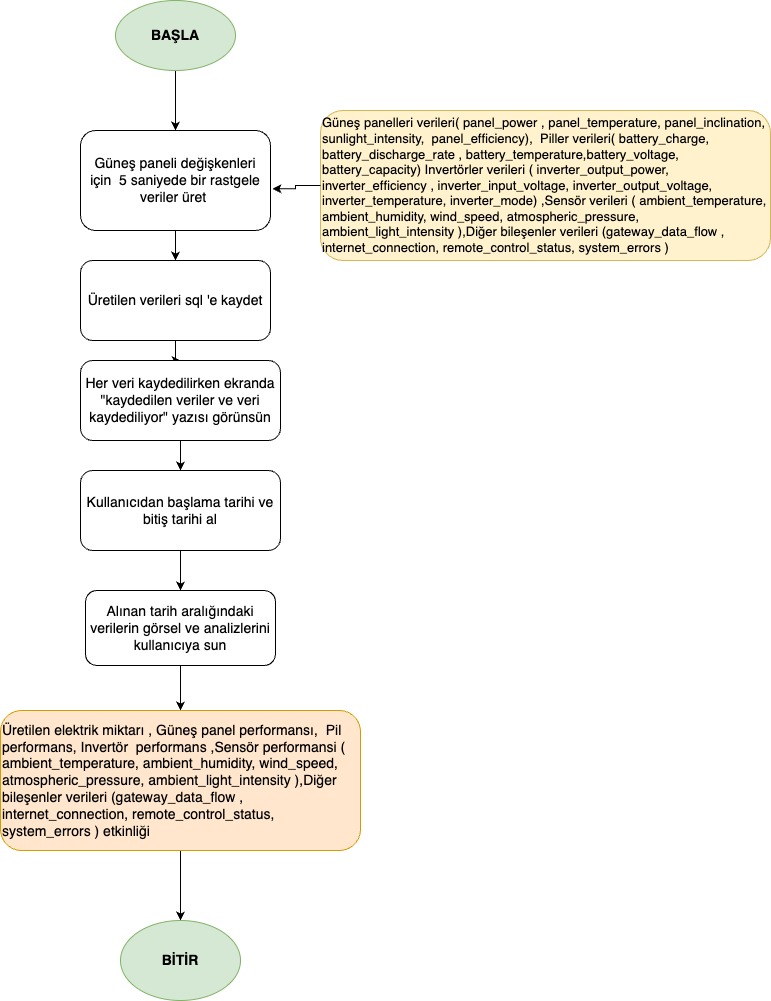 BAŞLA
Güneş paneli değişkenleri
için  5 saniyede bir rastgele
veriler üret
Güneş panelleri verileri( panel_power , panel_temperature, panel_inclination,
sunlight_intensity,  panel_efficiency),  Piller verileri( battery_charge,
battery_discharge_rate , battery_temperature,battery_voltage,
battery_capacity) Invertörler verileri ( inverter_output_power,
inverter_efficiency , inverter_input_voltage, inverter_output_voltage,
inverter_temperature, inverter_mode) ,Sensör verileri ( ambient_temperature,
ambient_humidity, wind_speed, atmospheric_pressure,
ambient_light_intensity ),Diğer bileşenler verileri (gateway_data_flow ,
internet_connection, remote_control_status, system_errors )
Üretilen verileri sql 'e kaydet
Her veri kaydedilirken ekranda
"kaydedilen veriler ve veri
kaydediliyor" yazısı görünsün
Kullanıcıdan başlama tarihi ve
bitiş tarihi al
Alınan tarih aralığındaki
verilerin görsel ve analizlerini
kullanıcıya sun
Üretilen elektrik miktarı , Güneş panel performansı,  Pil
performans, Invertör  performans ,Sensör performansi (
ambient_temperature, ambient_humidity, wind_speed,
atmospheric_pressure, ambient_light_intensity ),Diğer
bileşenler verileri (gateway_data_flow ,
internet_connection, remote_control_status,
system_errors ) etkinliği
BİTİR